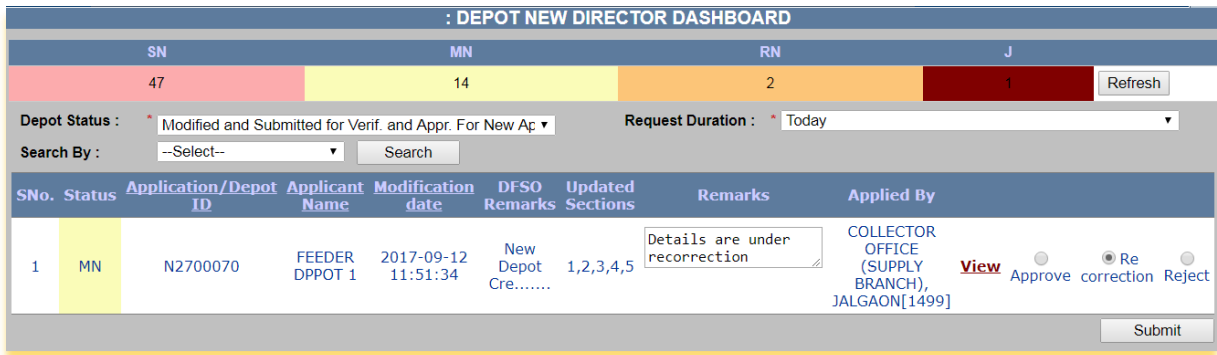 : DEPOT NEW DIRECTOR DASHBOARD
SN MN RN J
47 14 2 1 Refresh
Depot Status : * Modified and Submitted for Verif. and Appr. For New Ap Request Duration : * Today
Search By : --Select-- Search
SNo. Status Application/Depot ID Applicant Name Modification date DFSO Remarks Updated Sections Remarks Applied By
1 MN N2700070 FEEDER DPPOT 1 2017-09-12 11:51:34 New Depot Cre....... 1,2,3,4,5 Details are under recorrection COLLECTOR OFFICE (SUPPLY BRANCH), JALGAON[1499] View Approve Re correction Reject
Submit